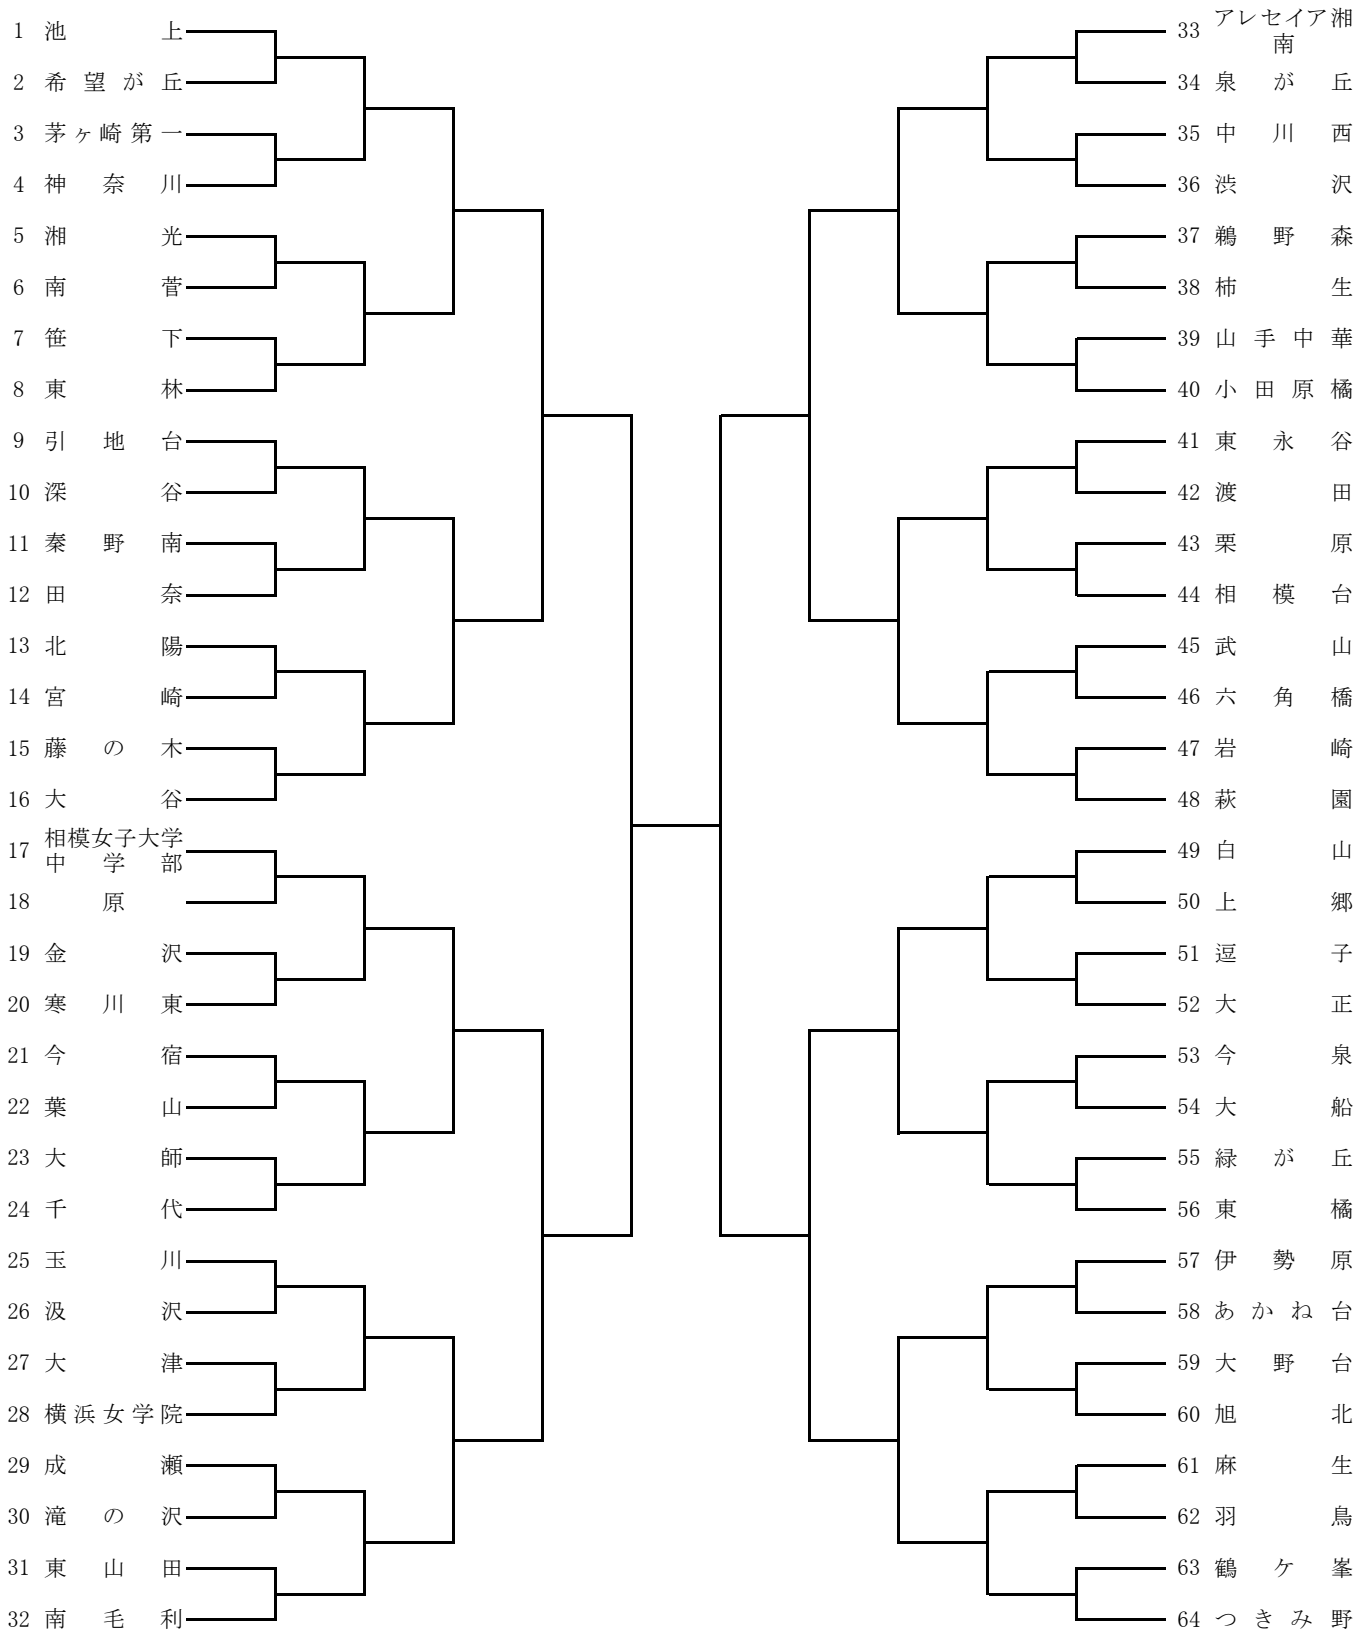 1 池上
2 希望が丘
3 茅ヶ崎第一
4 神奈川
5 湘光
6 南菅
7 笹下
8 東林
9 引地台
10 深谷
11 秦野南
12 田奈
13 北陽
14 宮崎
15 藤の木
16 大谷
17 相模女子大学
中学部
18 原
19 金沢
20 寒川東
21 今宿
22 葉山
23 大師
24 千代
25 玉川
26 汲沢
27 大津
28 横浜女学院
29 成瀬
30 滝の沢
31 東山田
32 南毛利
33 アレセイア湘
南
34 泉が丘
35 中川西
36 渋沢
37 鵜野森
38 柿生
39 山手中華
40 小田原橘
41 東永谷
42 渡田
43 栗原
44 相模台
45 武山
46 六角橋
47 岩崎
48 萩園
49 白山
50 上郷
51 逗子
52 大正
53 今泉
54 大船
55 緑が丘
56 東橘
57 伊勢原
58 あかね台
59 大野台
60 旭北
61 麻生
62 羽鳥
63 鶴ケ峯
64 つきみ野